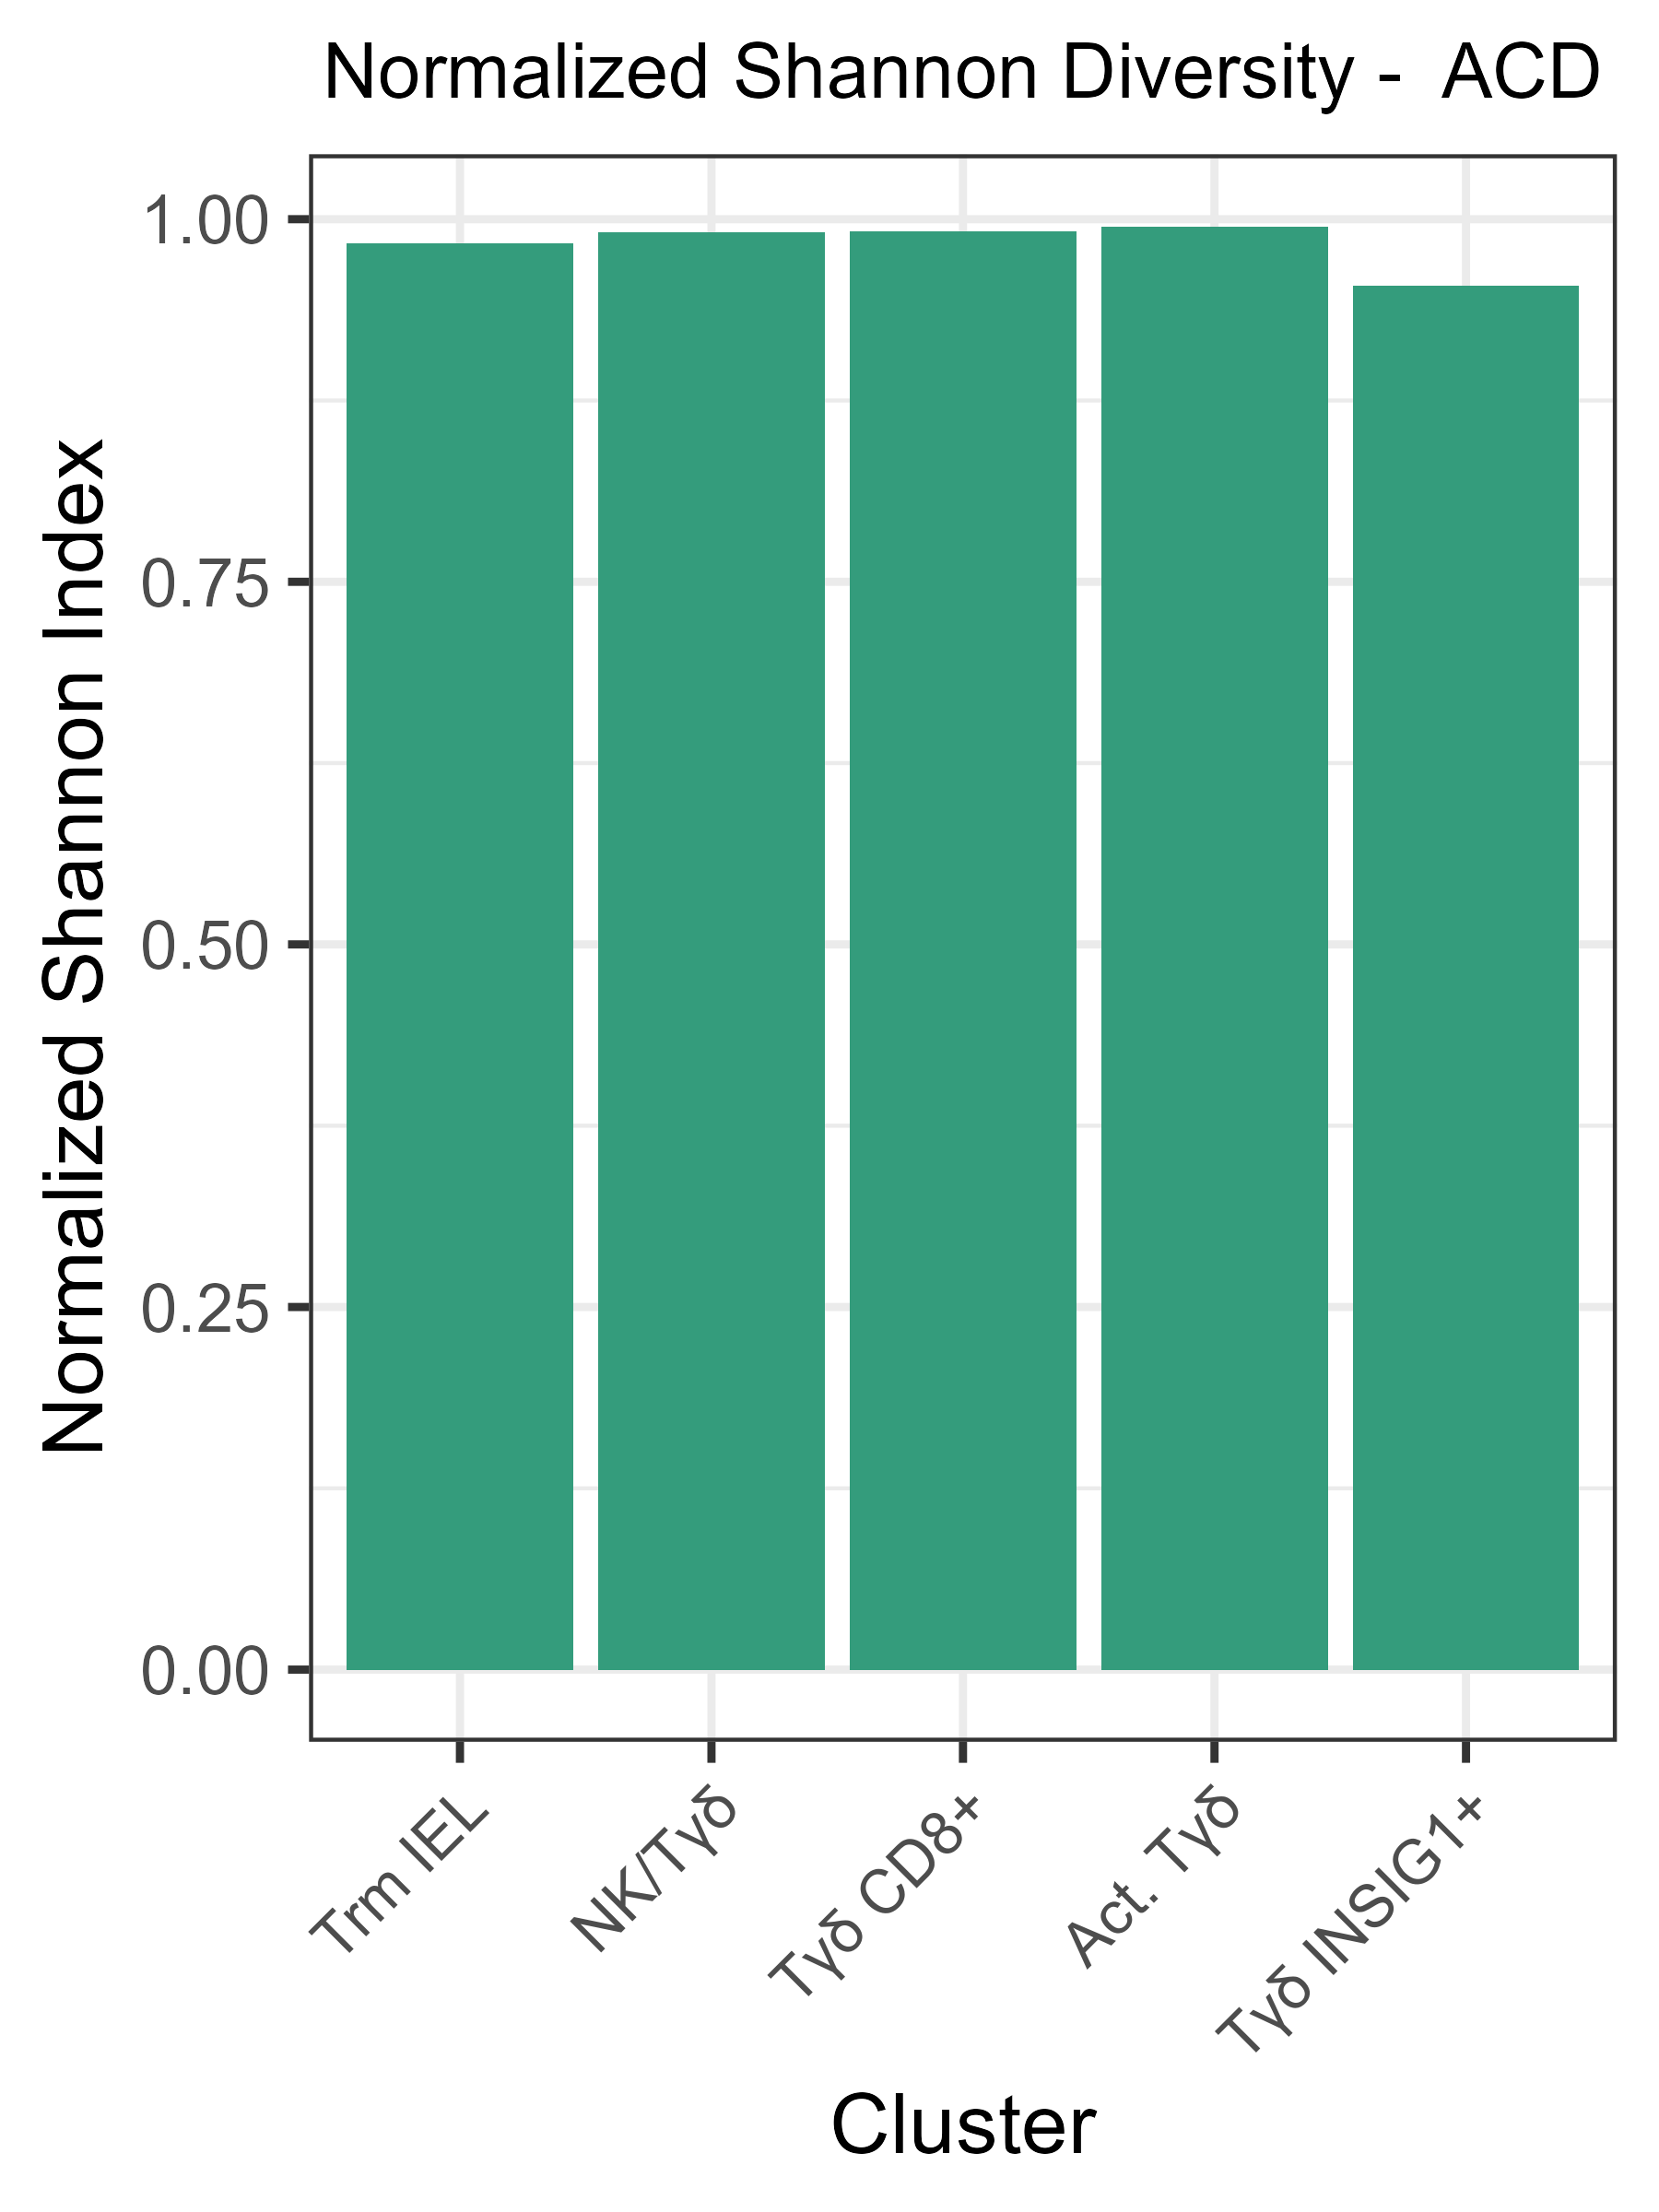 Normalized Shannon Diversity -  ACD
Normalized Shannon Index
1.00
0.75
0.50
0.25
0.00
Trm IEL
NK/Tγδ
Tγδ CD8+
Act. Tγδ
Tγδ INSIG1+
Cluster